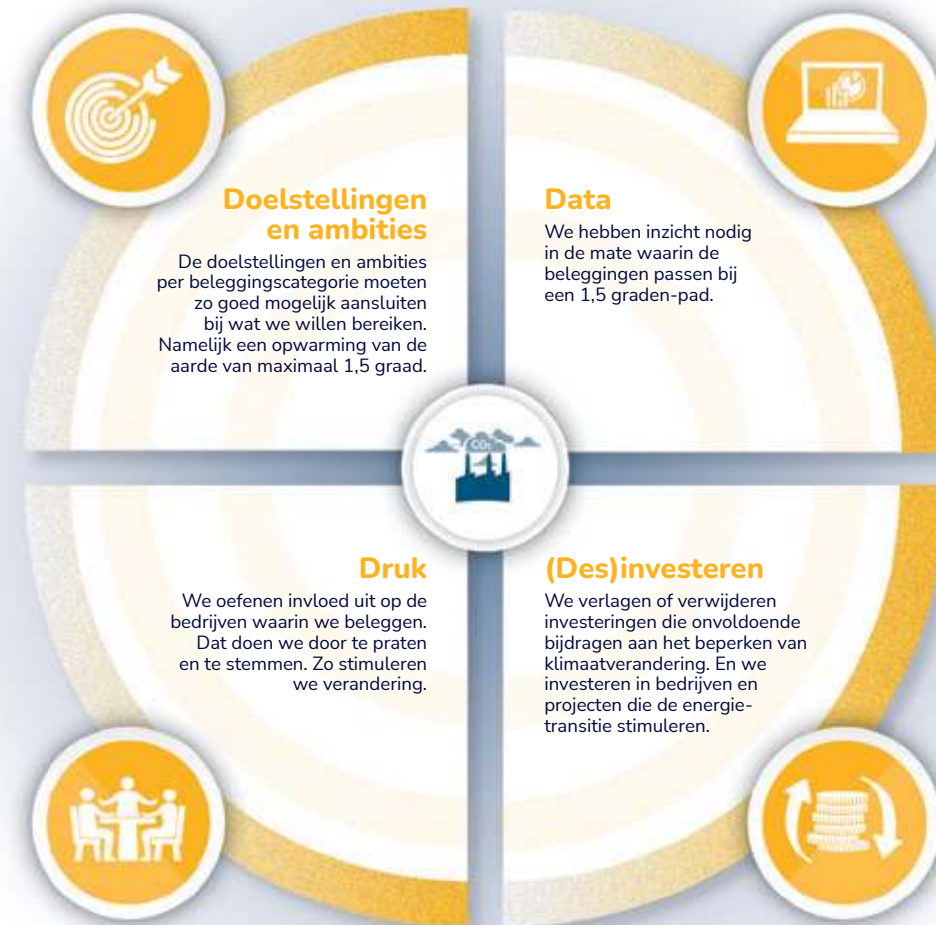 Doelstellingen
en ambities
De doelstellingen en ambities
per beleggingscategorie moeten
zo goed mogelijk aansluiten
bij wat we willen bereiken.
Namelijk een opwarming van de
aarde van maximaal 1,5 graad.
Data
We hebben inzicht nodig
in de mate waarin de
beleggingen passen bij
een 1,5 graden-pad.
CO₂
Druk
We oefenen invloed uit op de
bedrijven waarin we beleggen.
Dat doen we door te praten
en te stemmen. Zo stimuleren
we verandering.
(Des)investeren
We verlagen of verwijderen
investeringen die onvoldoende
bijdragen aan het beperken van
klimaatverandering. En we
investeren in bedrijven en
projecten die de energie-
transitie stimuleren.